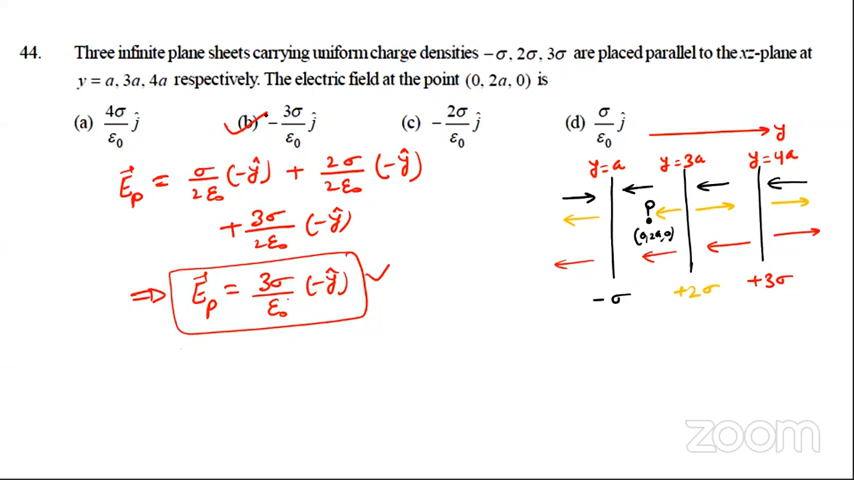 44. Three infinite plane sheets carrying uniform charge densities −σ, 2σ, 3σ are placed parallel to the xz-plane at
y = a, 3a, 4a respectively. The electric field at the point (0, 2a, 0) is
(a) 4σ/ε₀ ĵ (b) −3σ/ε₀ ĵ (c) −2σ/ε₀ ĵ (d) σ/ε₀ ĵ
y
y=a y=3a y=4a
E⃗p = σ/2ε₀ (−ŷ) + 2σ/2ε₀ (−ŷ)
+ 3σ/2ε₀ (−ŷ)
P
(0,2a,0)
⇒ E⃗p = 3σ/ε₀ (−ŷ)
−σ +2σ +3σ
zoom